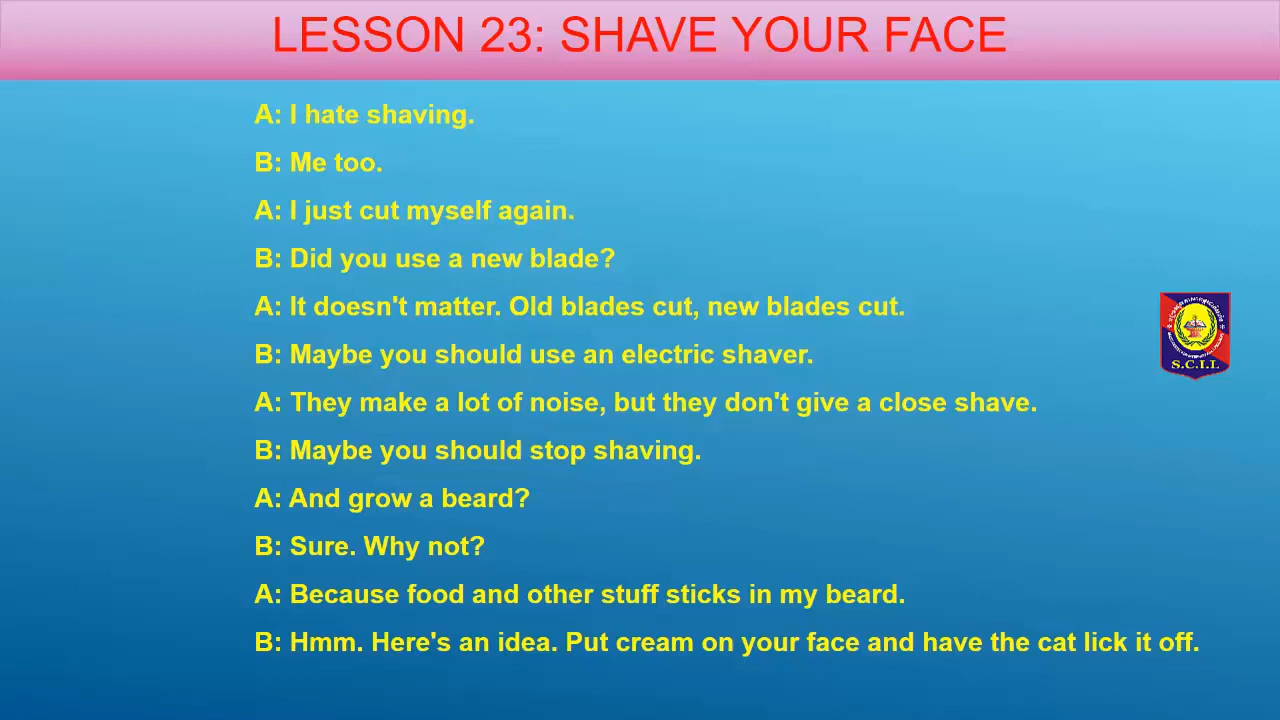 LESSON 23: SHAVE YOUR FACE
A: I hate shaving.
B: Me too.
A: I just cut myself again.
B: Did you use a new blade?
A: It doesn't matter. Old blades cut, new blades cut.
B: Maybe you should use an electric shaver.
A: They make a lot of noise, but they don't give a close shave.
B: Maybe you should stop shaving.
A: And grow a beard?
B: Sure. Why not?
A: Because food and other stuff sticks in my beard.
B: Hmm. Here's an idea. Put cream on your face and have the cat lick it off.
S.C.I.L